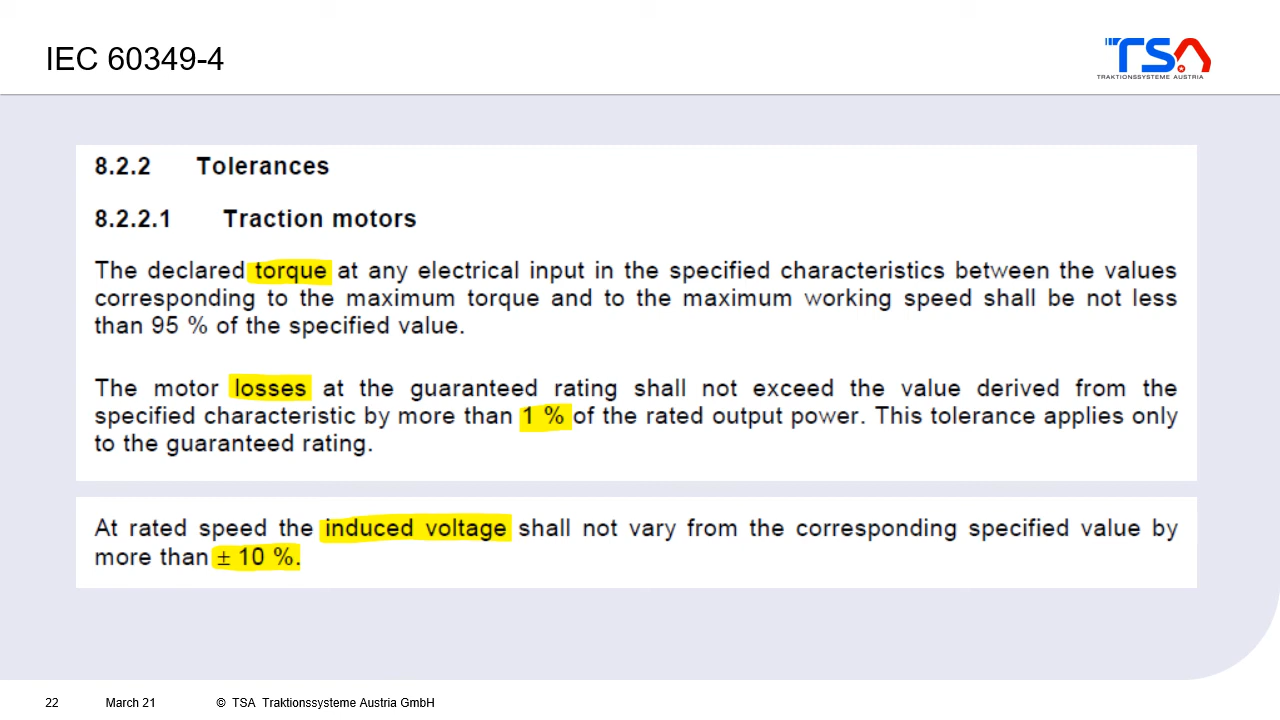 IEC 60349-4
TSA
TRAKTIONSSYSTEME AUSTRIA
8.2.2 Tolerances
8.2.2.1 Traction motors
The declared torque at any electrical input in the specified characteristics between the values
corresponding to the maximum torque and to the maximum working speed shall be not less
than 95 % of the specified value.
The motor losses at the guaranteed rating shall not exceed the value derived from the
specified characteristic by more than 1 % of the rated output power. This tolerance applies only
to the guaranteed rating.
At rated speed the induced voltage shall not vary from the corresponding specified value by
more than ± 10 %.
22 March 21 © TSA Traktionssysteme Austria GmbH